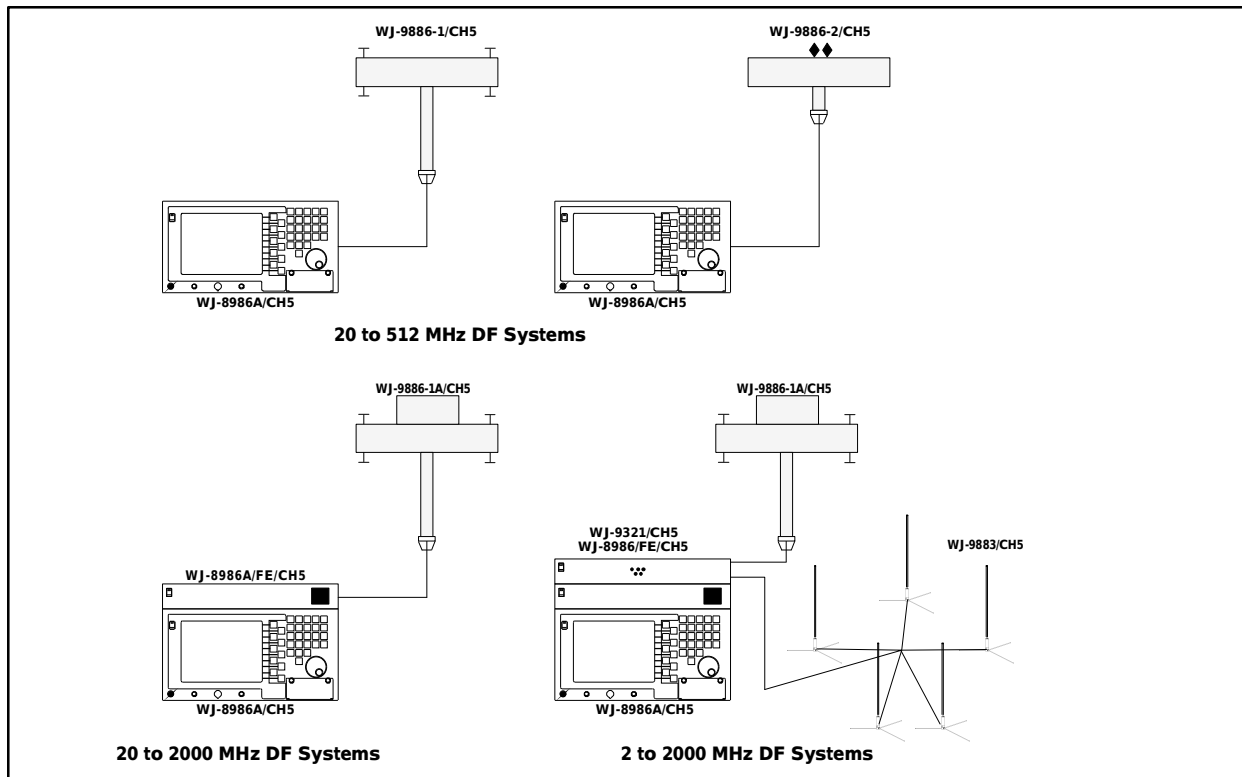 WJ-9886-1/CH5
WJ-9886-2/CH5
WJ-8986A/CH5
WJ-8986A/CH5
20 to 512 MHz DF Systems
WJ-9886-1A/CH5
WJ-9886-1A/CH5
WJ-8986A/FE/CH5
WJ-9321/CH5
WJ-8986/FE/CH5
WJ-9883/CH5
WJ-8986A/CH5
WJ-8986A/CH5
20 to 2000 MHz DF Systems
2 to 2000 MHz DF Systems